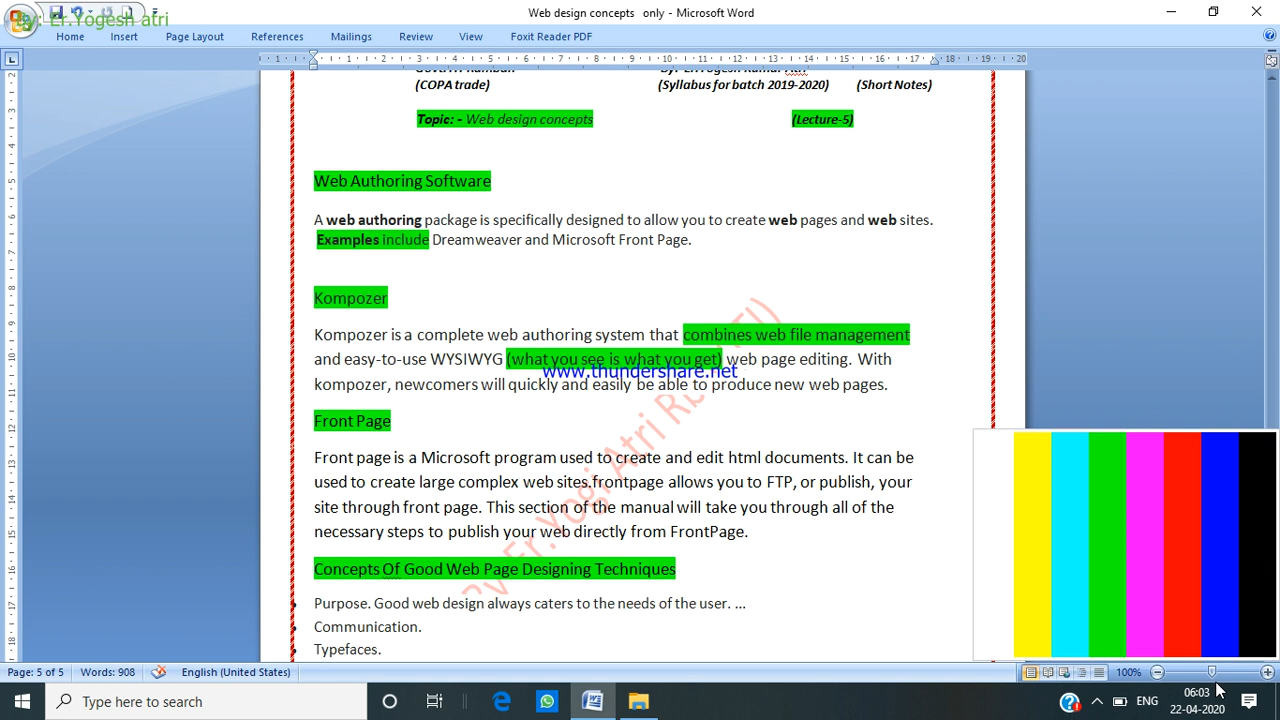 By: Er.Yogesh atri
Web design concepts only - Microsoft Word
Home Insert Page Layout References Mailings Review View Foxit Reader PDF
(COPA trade) (Syllabus for batch 2019-2020) (Short Notes)
Topic: - Web design concepts (Lecture-5)
Web Authoring Software
A web authoring package is specifically designed to allow you to create web pages and web sites.
Examples include Dreamweaver and Microsoft Front Page.
Kompozer
Kompozer is a complete web authoring system that combines web file management
and easy-to-use WYSIWYG (what you see is what you get) web page editing. With
www.thundershare.net
kompozer, newcomers will quickly and easily be able to produce new web pages.
Front Page
Front page is a Microsoft program used to create and edit html documents. It can be
used to create large complex web sites.frontpage allows you to FTP, or publish, your
site through front page. This section of the manual will take you through all of the
necessary steps to publish your web directly from FrontPage.
Concepts Of Good Web Page Designing Techniques
Purpose. Good web design always caters to the needs of the user. ...
Communication.
Typefaces.
Page: 5 of 5 Words: 908 English (United States) 100%
Type here to search
ENG
06:03
22-04-2020